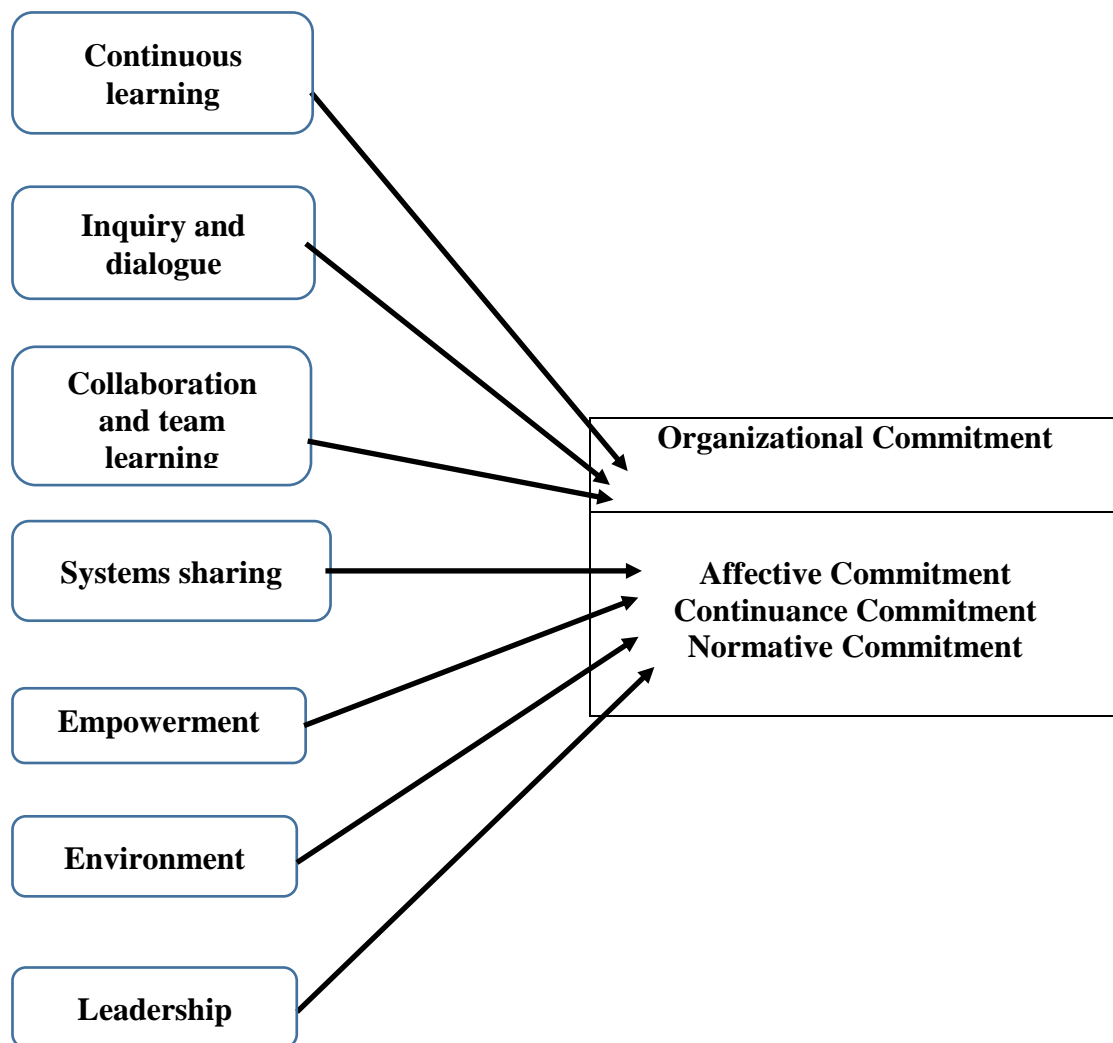 Continuous
learning
Inquiry and
dialogue
Collaboration
and team
learning
Systems sharing
Empowerment
Environment
Leadership
Organizational Commitment
Affective Commitment
Continuance Commitment
Normative Commitment